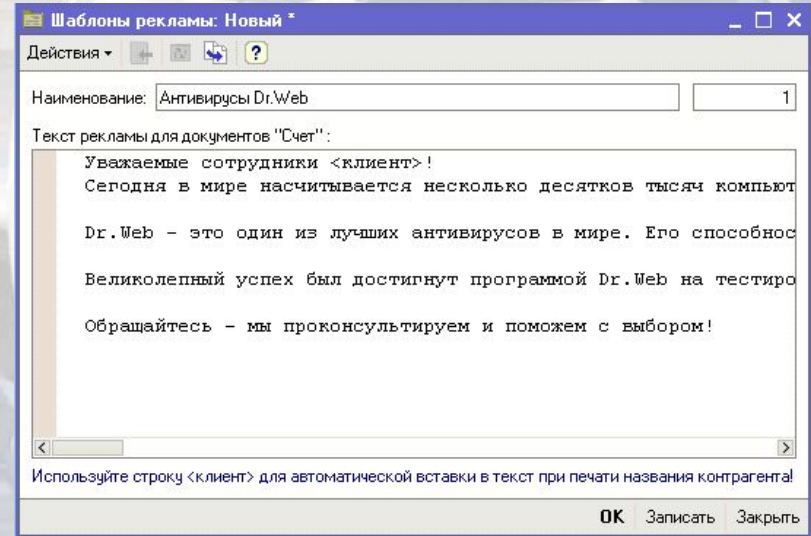 Шаблоны рекламы: Новый *
Действия
Наименование: Антивирусы Dr.Web 1
Текст рекламы для документов "Счет" :
Уважаемые сотрудники <клиент>!
Сегодня в мире насчитывается несколько десятков тысяч компьют
Dr.Web - это один из лучших антивирусов в мире. Его способнос
Великолепный успех был достигнут программой Dr.Web на тестиро
Обращайтесь - мы проконсультируем и поможем с выбором!
Используйте строку <клиент> для автоматической вставки в текст при печати названия контрагента!
OK Записать Закрыть